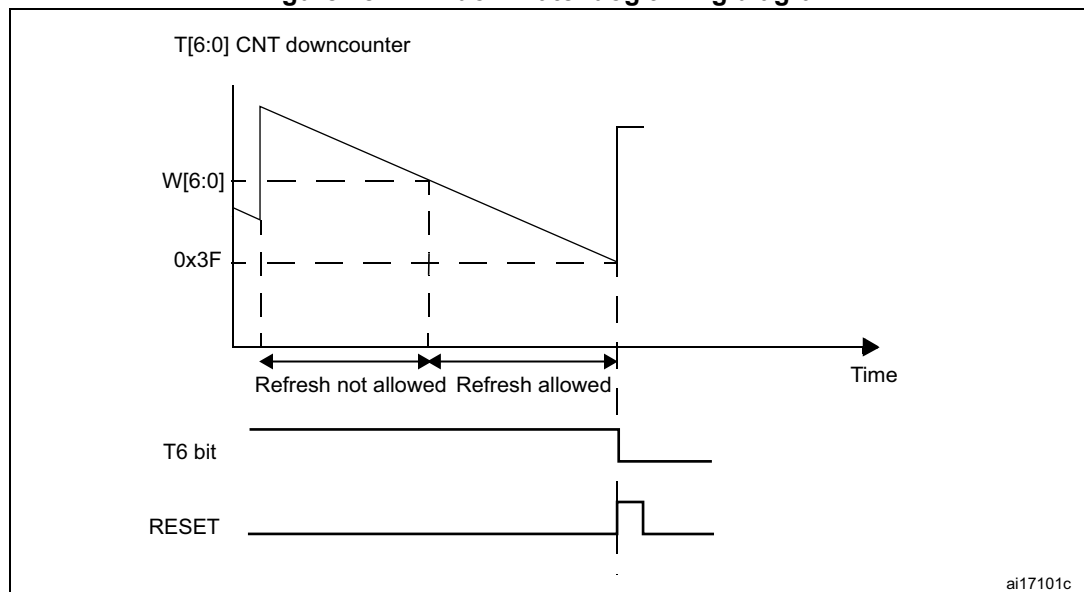 T[6:0] CNT downcounter
W[6:0]
0x3F
Refresh not allowed Refresh allowed
Time
T6 bit
RESET
ai17101c